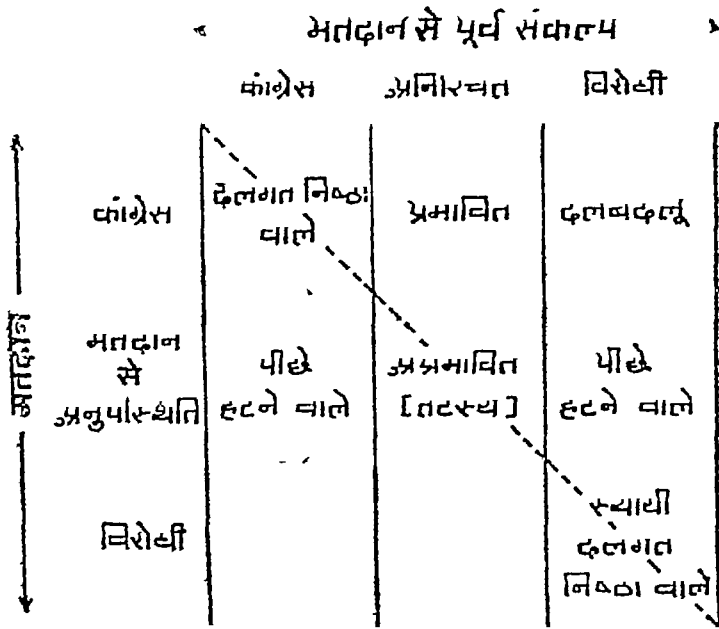 मतदान से पूर्व संकल्प
कांग्रेस अनिश्चित विरोधी
कांग्रेस दलगत निष्ठा वाले प्रभावित दलबदलू
मतदान
मतदान से अनुपस्थिति पीछे हटने वाले अप्रभावित [तटस्थ] पीछे हटने वाले
विरोधी स्थायी दलगत निष्ठा वाले